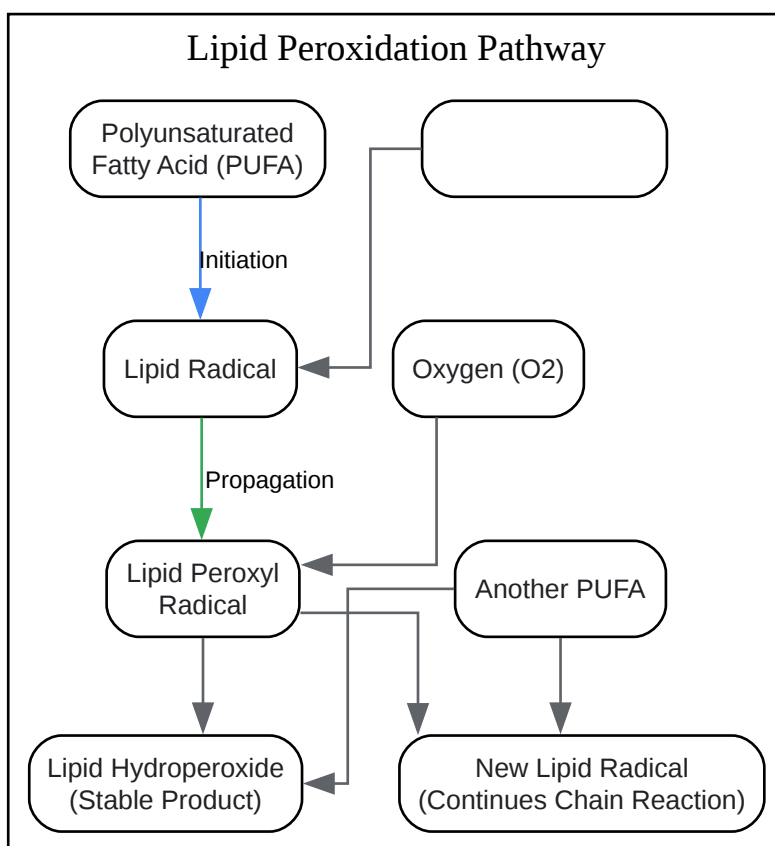 Lipid Peroxidation Pathway
Polyunsaturated
Fatty Acid (PUFA)
Initiation
Lipid Radical
Oxygen (O2)
Propagation
Lipid Peroxyl
Radical
Another PUFA
Lipid Hydroperoxide
(Stable Product)
New Lipid Radical
(Continues Chain Reaction)